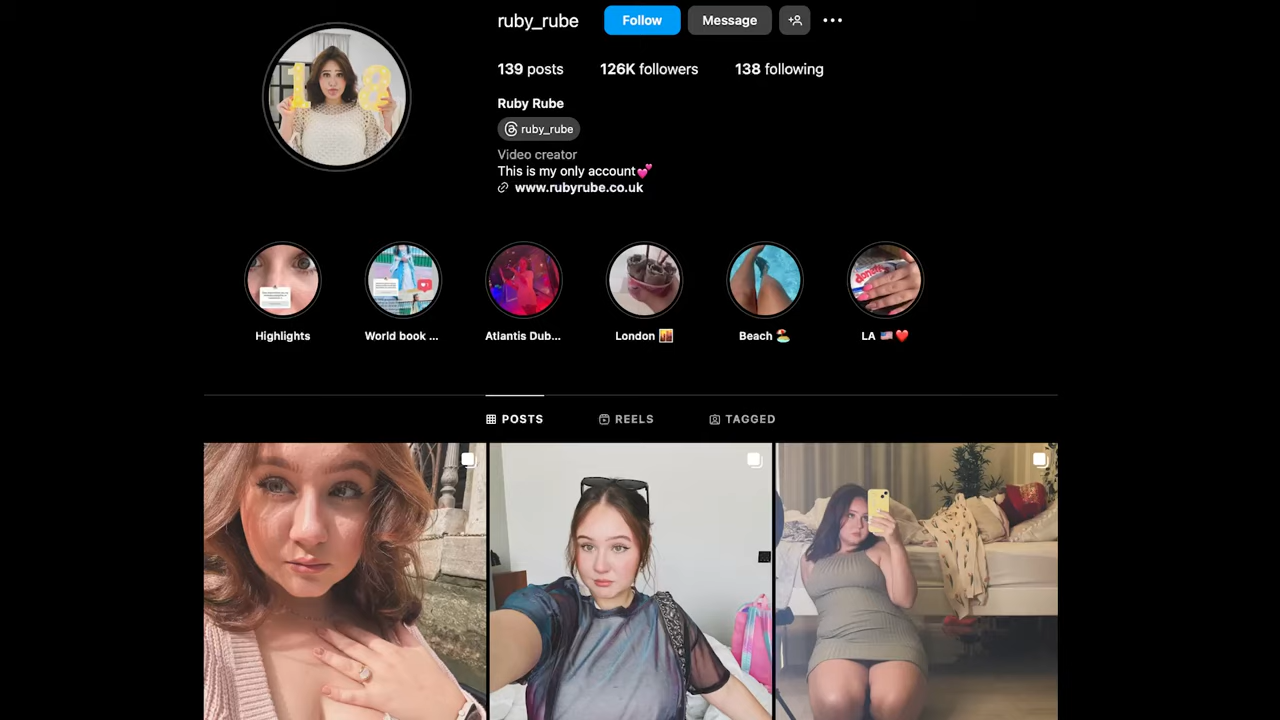 ruby_rube Follow Message
139 posts 126K followers 138 following
Ruby Rube
ruby_rube
Video creator
This is my only account💕
www.rubyrube.co.uk
18
Highlights World book ... Atlantis Dub... London 🌇 Beach 🏖 LA 🇺🇸❤️
POSTS REELS TAGGED